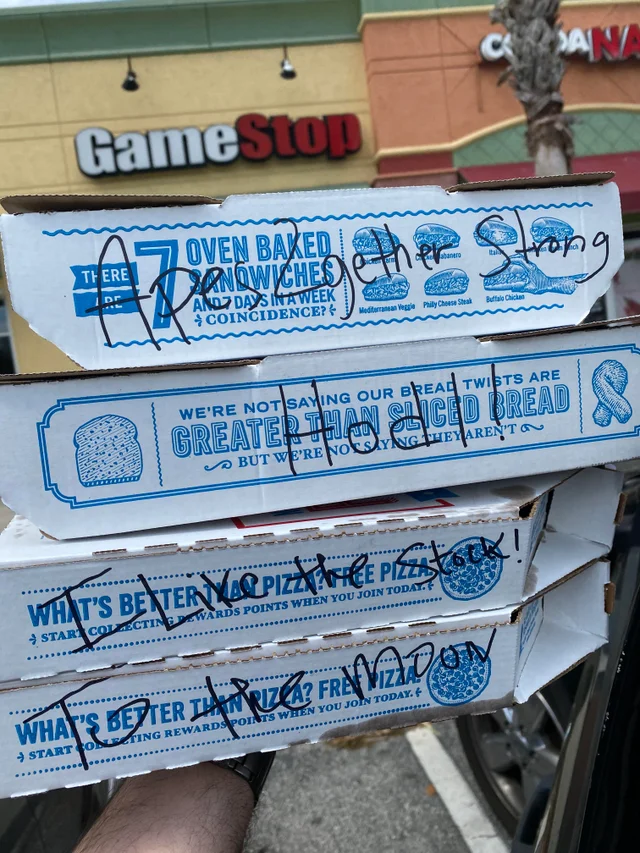 GameStop
THERE ARE 7 OVEN BAKED
SANDWICHES
AND 7 DAYS IN A WEEK
COINCIDENCE?
Mediterranean Veggie Philly Cheese Steak Buffalo Chicken
Apes 2gether Strong
WE'RE NOT SAYING OUR BREAD TWISTS ARE
GREATER THAN SLICED BREAD
BUT WE'RE NOT SAYING THEY AREN'T
Hodl!
WHAT'S BETTER THAN PIZZA? FREE PIZZA.
START COLLECTING REWARDS POINTS WHEN YOU JOIN TODAY.
I Like the Stock!
WHAT'S BETTER THAN PIZZA? FREE PIZZA.
START COLLECTING REWARDS POINTS WHEN YOU JOIN TODAY.
To the moon